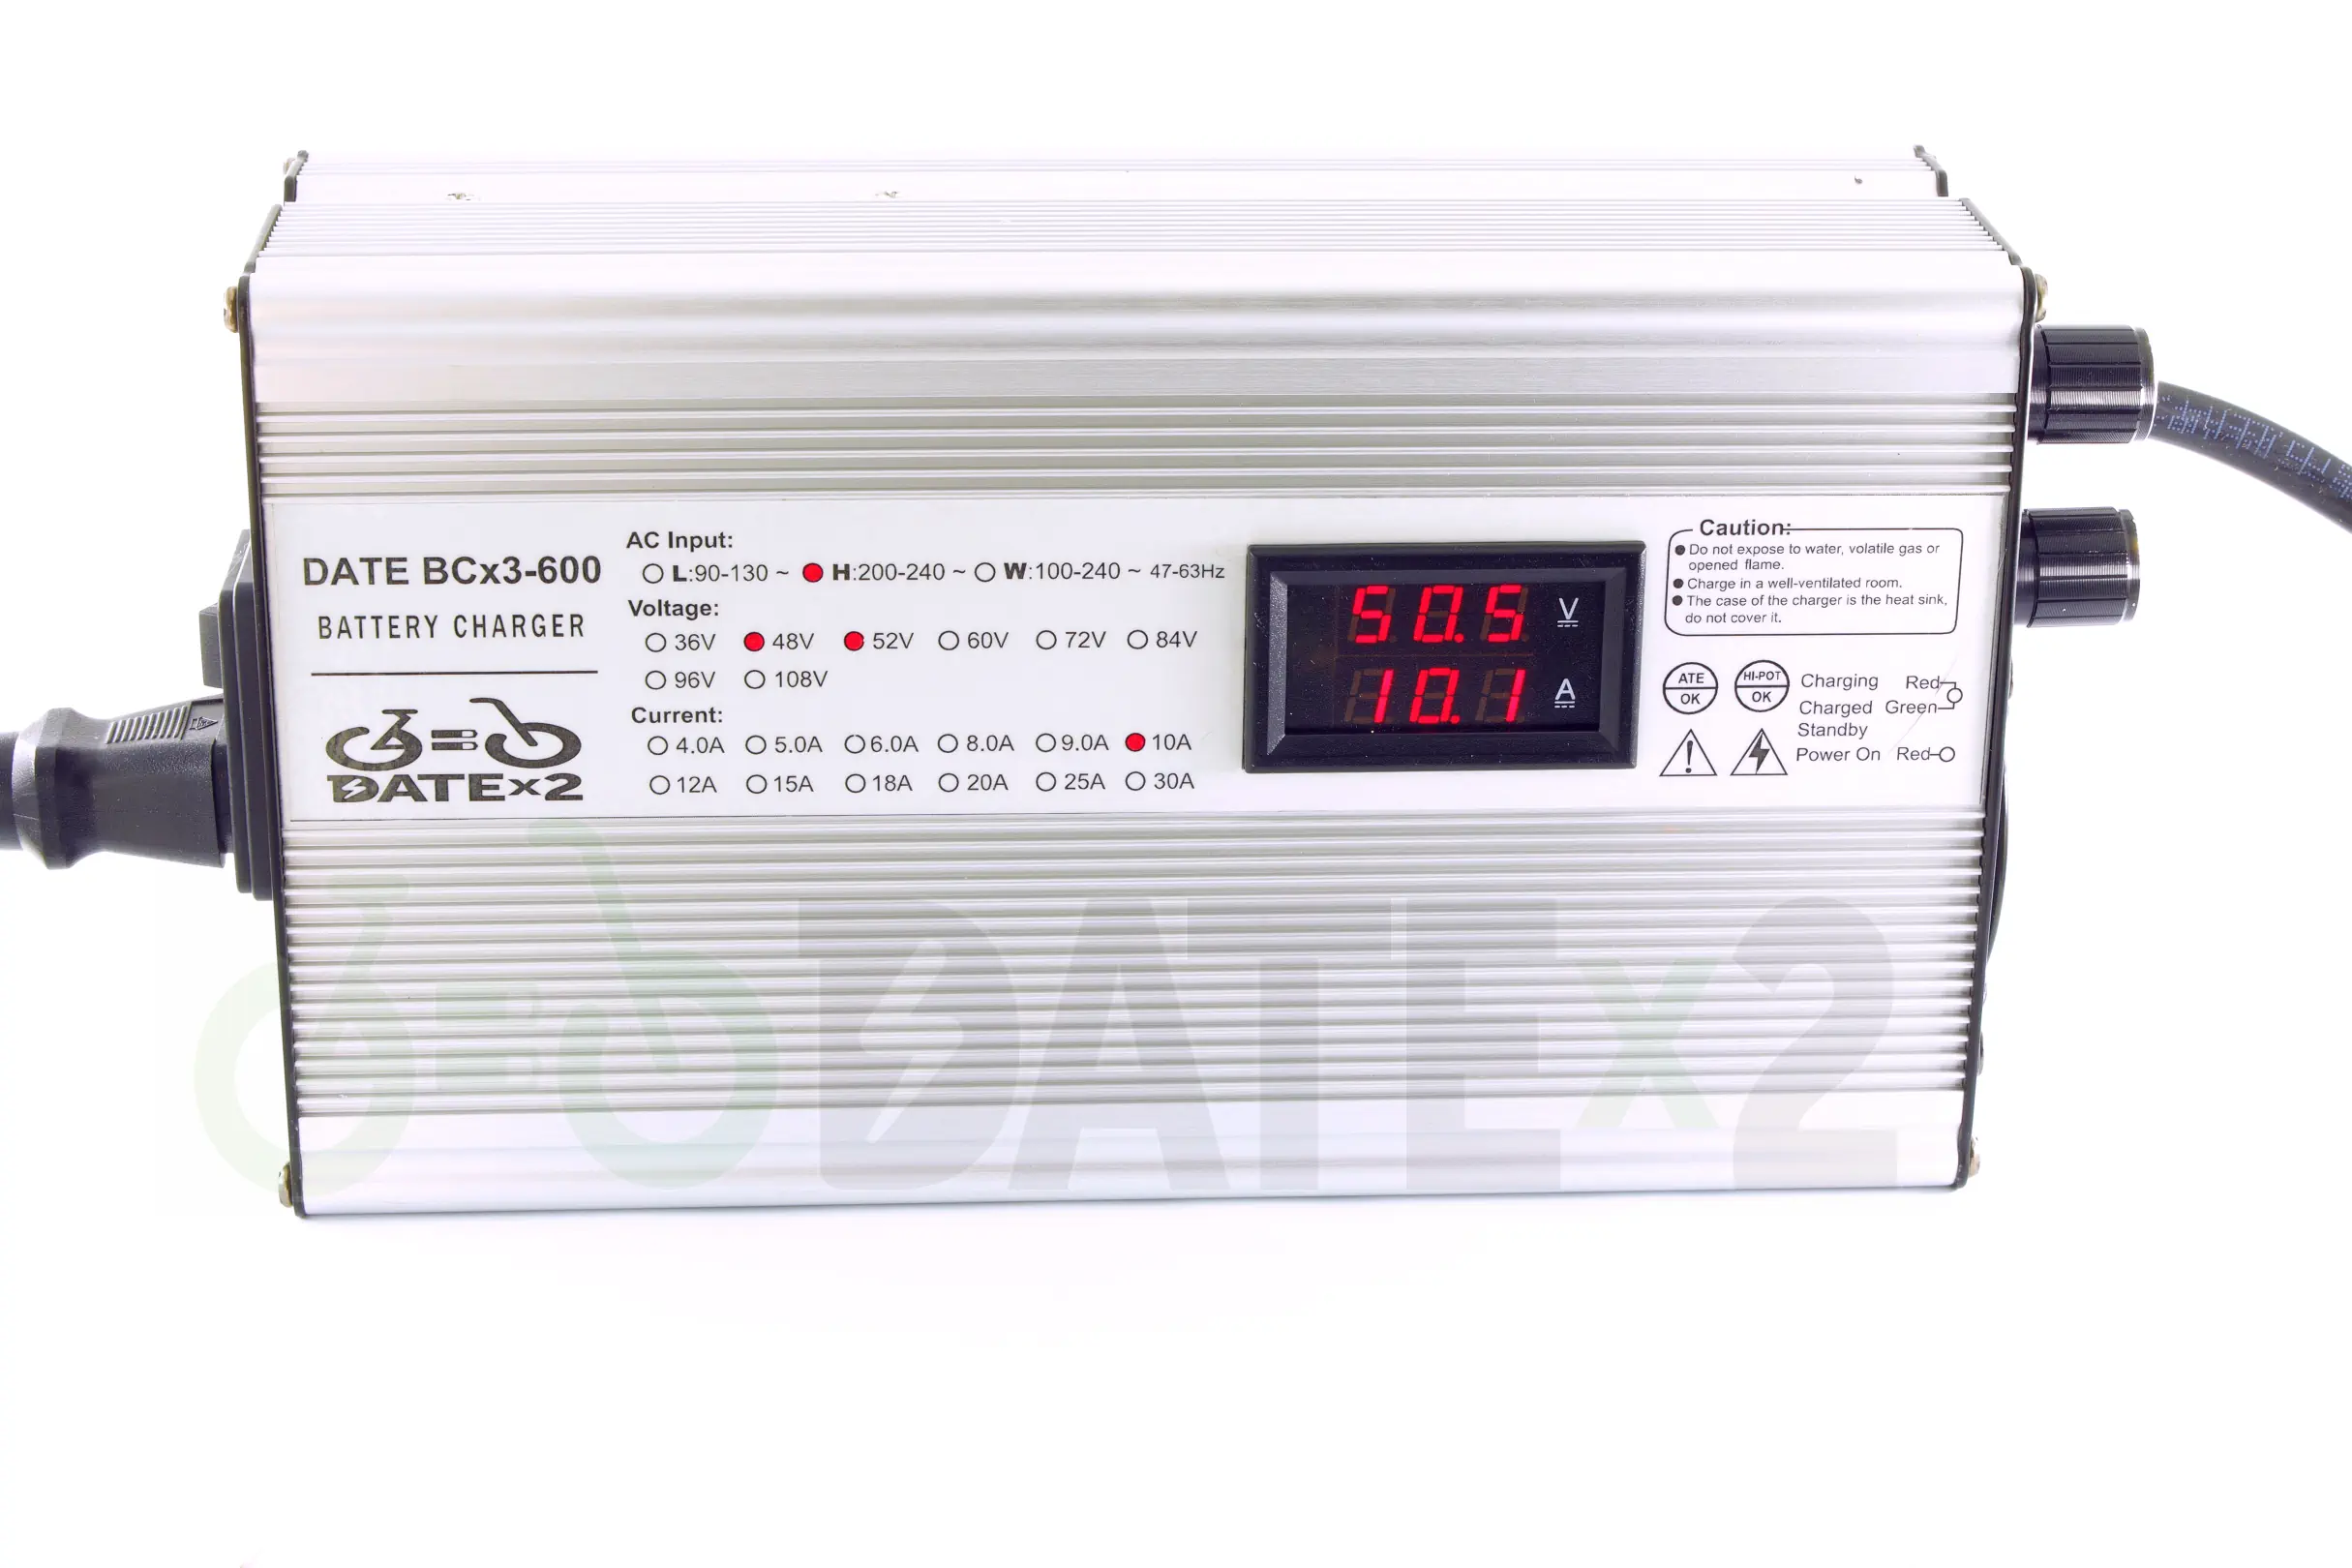 DATE BCx3-600
BATTERY CHARGER
DATEx2
AC Input:
L:90-130 ~ H:200-240 ~ W:100-240 ~ 47-63Hz
Voltage:
36V 48V 52V 60V 72V 84V
96V 108V
Current:
4.0A 5.0A 6.0A 8.0A 9.0A 10A
12A 15A 18A 20A 25A 30A
50.5 V
10.1 A
Caution:
Do not expose to water, volatile gas or
opened flame.
Charge in a well-ventilated room.
The case of the charger is the heat sink,
do not cover it.
ATE
OK
HI-POT
OK
Charging Red
Charged Green
Standby
Power On Red
DATEx2